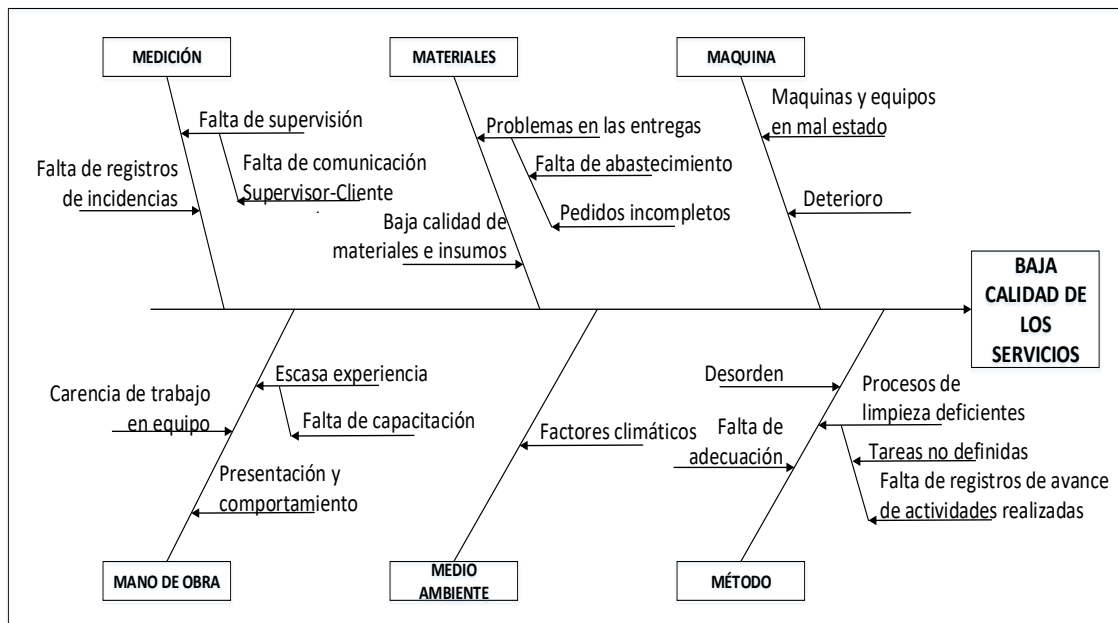 MEDICIÓN
MATERIALES
MAQUINA
Falta de supervisión
Falta de comunicación
Supervisor-Cliente
Falta de registros
de incidencias
Problemas en las entregas
Falta de abastecimiento
Pedidos incompletos
Baja calidad de
materiales e insumos
Maquinas y equipos
en mal estado
Deterioro
BAJA
CALIDAD DE
LOS
SERVICIOS
Escasa experiencia
Carencia de trabajo
en equipo
Falta de capacitación
Presentación y
comportamiento
Factores climáticos
Desorden
Procesos de
limpieza deficientes
Falta de
adecuación
Tareas no definidas
Falta de registros de avance
de actividades realizadas
MANO DE OBRA
MEDIO
AMBIENTE
MÉTODO